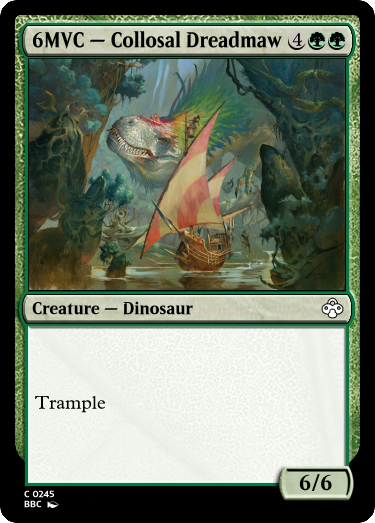 6MVC — Collosal Dreadmaw 4
Creature — Dinosaur
Trample
6/6
C 0245
BBC